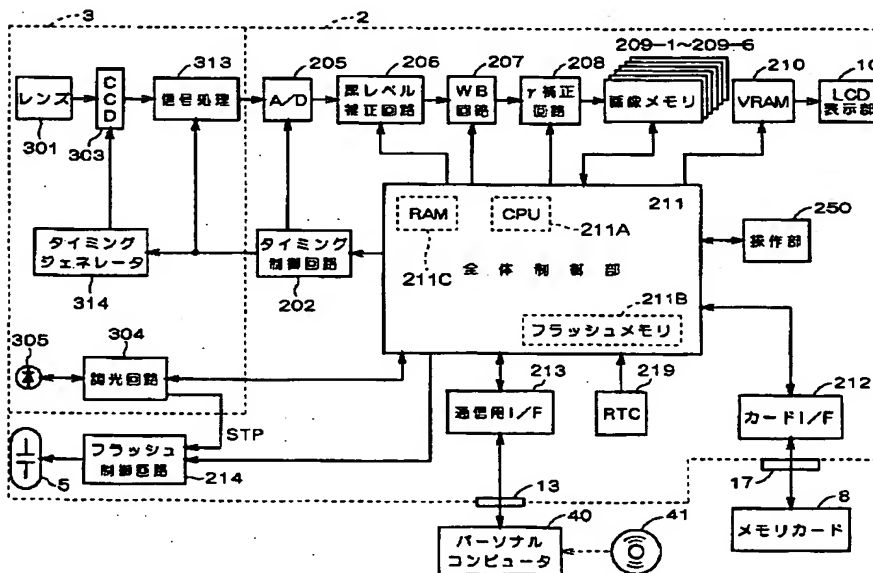 3
2
313
205
206
207
208
209-1~209-6
210
10
レンズ
CCD
信号処理
A/D
黒レベル
補正回路
WB
回路
γ補正
回路
画像メモリ
VRAM
LCD
表示部
301
303
RAM
CPU
211
211A
250
操作部
タイミング
ジェネレータ
タイミング
制御回路
211C
全体制御部
314
202
211B
フラッシュメモリ
305
304
調光回路
213
219
212
通信用I/F
RTC
カードI/F
STP
フラッシュ
制御回路
5
214
13
17
40
41
8
パーソナル
コンピュータ
メモリカード